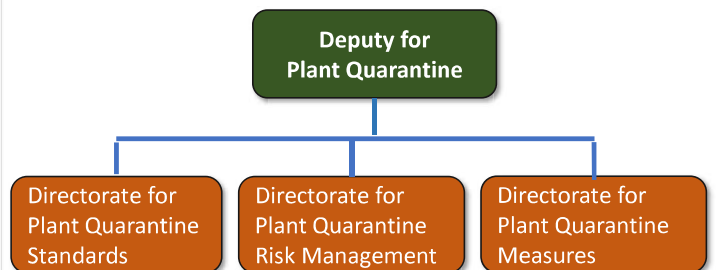 Deputy for
Plant Quarantine
Directorate for
Plant Quarantine
Standards
Directorate for
Plant Quarantine
Risk Management
Directorate for
Plant Quarantine
Measures